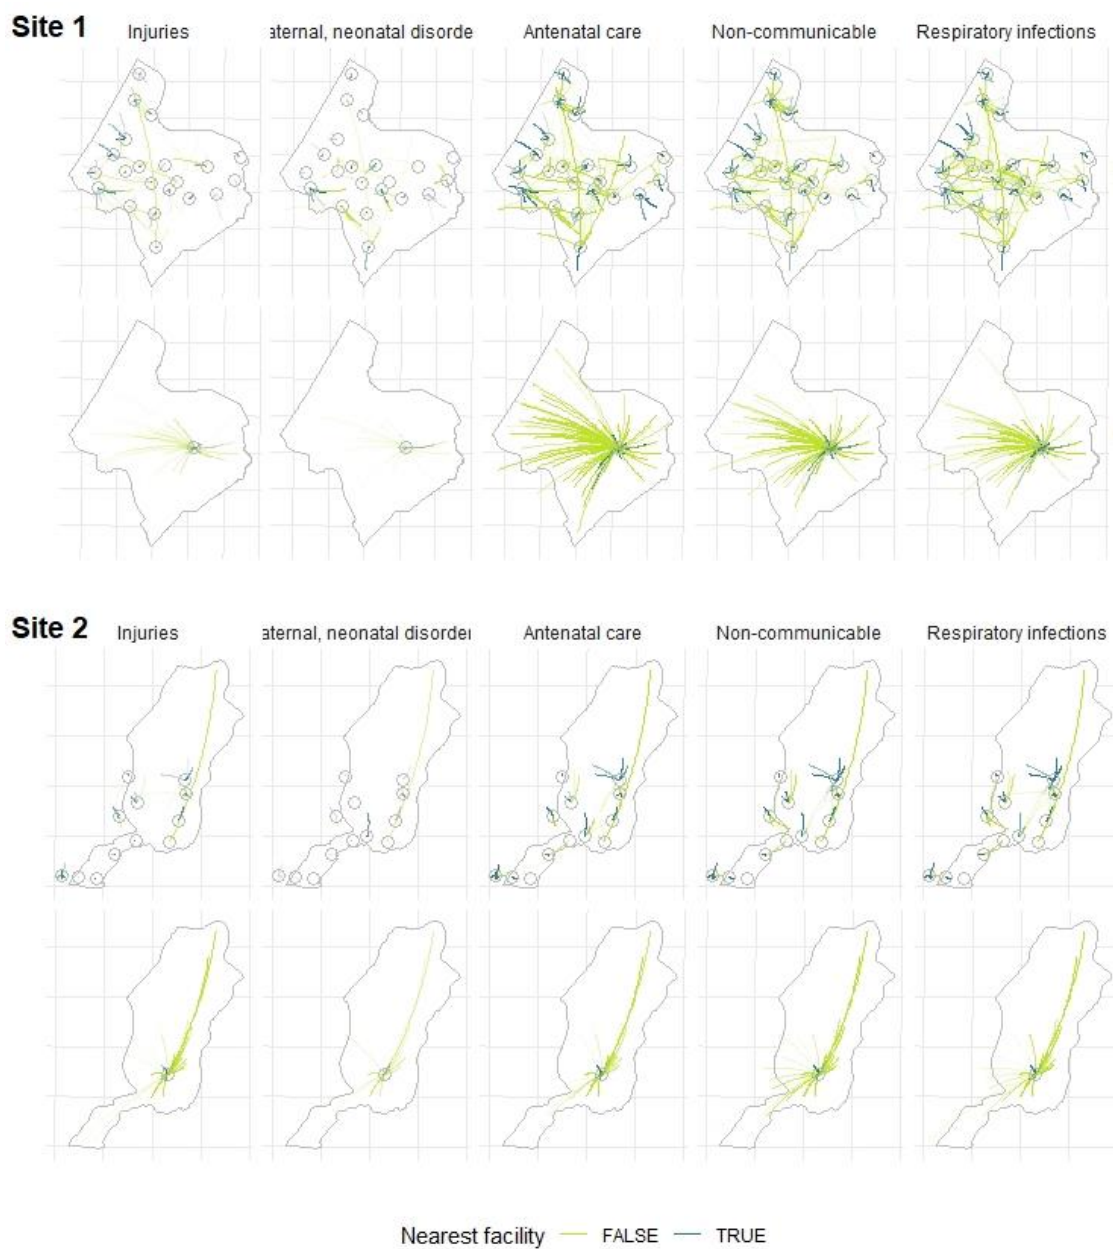 Site 1
Injuries aternal, neonatal disorde Antenatal care Non-communicable Respiratory infections
Site 2
Injuries aternal, neonatal disorder Antenatal care Non-communicable Respiratory infections
Nearest facility FALSE TRUE